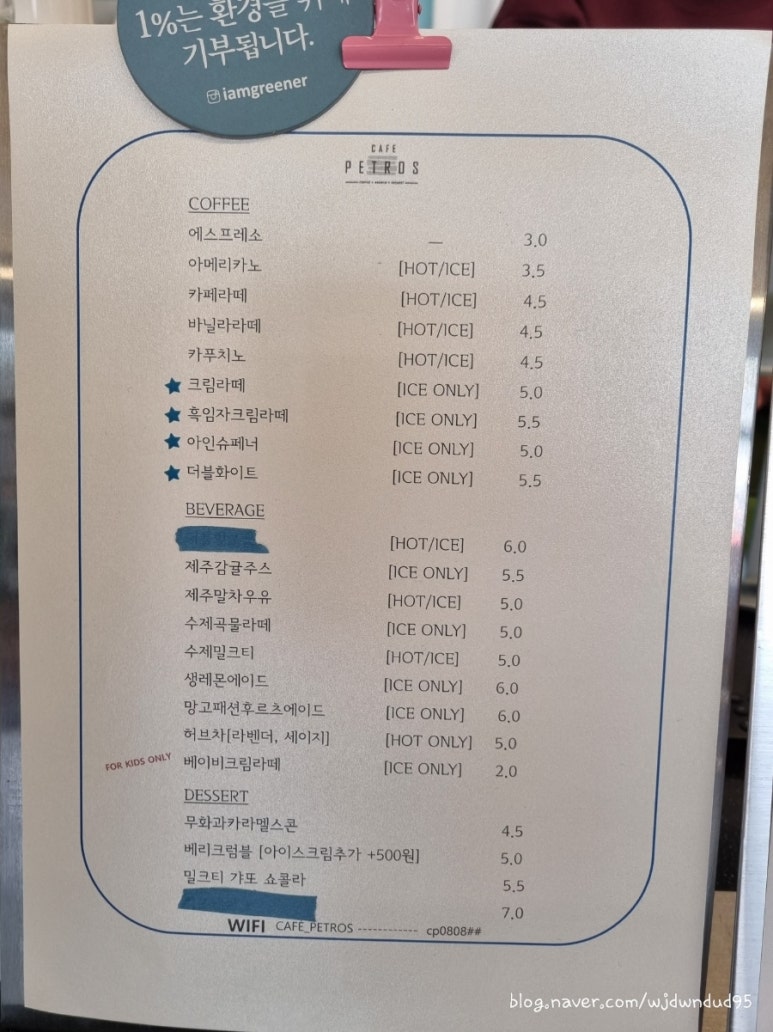 1%는 환경을
기부됩니다.
iamgreener
CAFE
PETROS
COFFEE
에스프레소 — 3.0
아메리카노 [HOT/ICE] 3.5
카페라떼 [HOT/ICE] 4.5
바닐라라떼 [HOT/ICE] 4.5
카푸치노 [HOT/ICE] 4.5
★ 크림라떼 [ICE ONLY] 5.0
★ 흑임자크림라떼 [ICE ONLY] 5.5
★ 아인슈페너 [ICE ONLY] 5.0
★ 더블화이트 [ICE ONLY] 5.5
BEVERAGE
[HOT/ICE] 6.0
제주감귤주스 [ICE ONLY] 5.5
제주말차우유 [HOT/ICE] 5.0
수제곡물라떼 [ICE ONLY] 5.0
수제밀크티 [HOT/ICE] 5.0
생레몬에이드 [ICE ONLY] 6.0
망고패션후르츠에이드 [ICE ONLY] 6.0
허브차[라벤더, 세이지] [HOT ONLY] 5.0
FOR KIDS ONLY 베이비크림라떼 [ICE ONLY] 2.0
DESSERT
무화과카라멜스콘 4.5
베리크럼블 [아이스크림추가 +500원] 5.0
밀크티 갸또 쇼콜라 5.5
7.0
WIFI CAFE_PETROS ------------ cp0808##
blog.naver.com/wjdwndud95